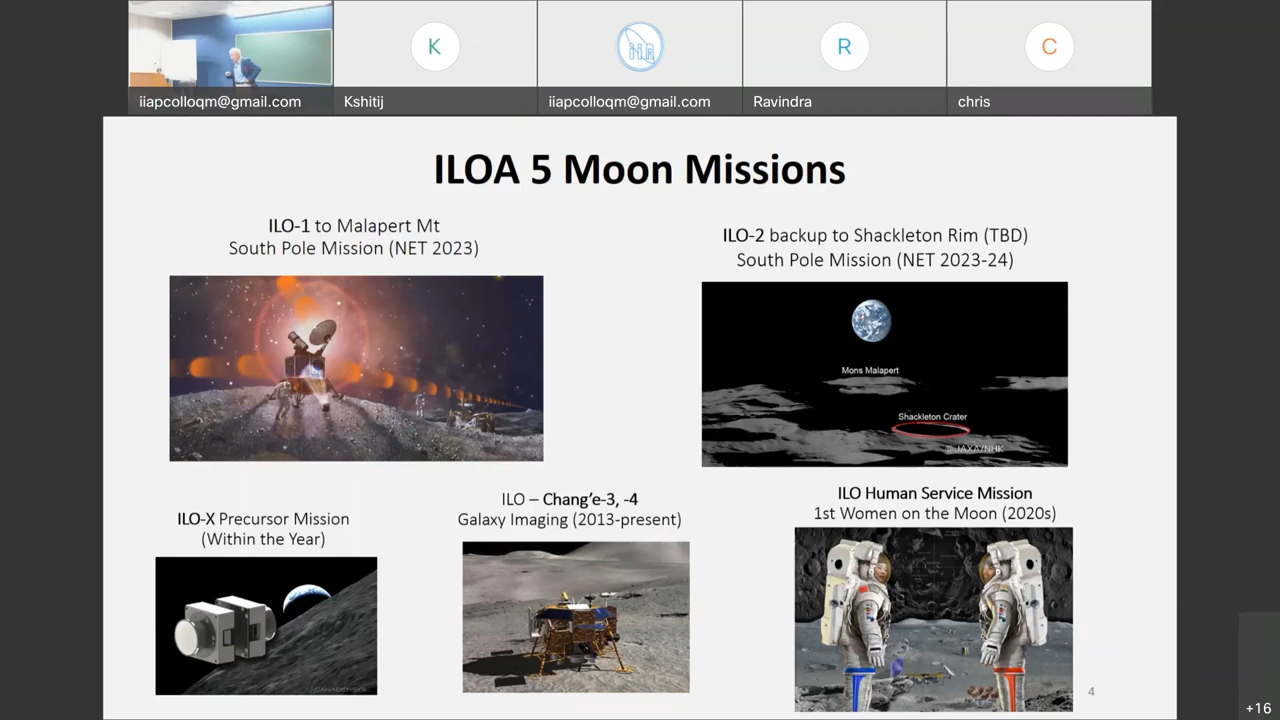 K
R
C
iiapcolloqm@gmail.com
Kshitij
iiapcolloqm@gmail.com
Ravindra
chris
ILOA 5 Moon Missions
ILO-1 to Malapert Mt
South Pole Mission (NET 2023)
ILO-2 backup to Shackleton Rim (TBD)
South Pole Mission (NET 2023-24)
Mons Malapert
Shackleton Crater
JAXA/NHK
ILO-X Precursor Mission
(Within the Year)
ILO – Chang’e-3, -4
Galaxy Imaging (2013-present)
ILO Human Service Mission
1st Women on the Moon (2020s)
CANADENSYS
4
+16